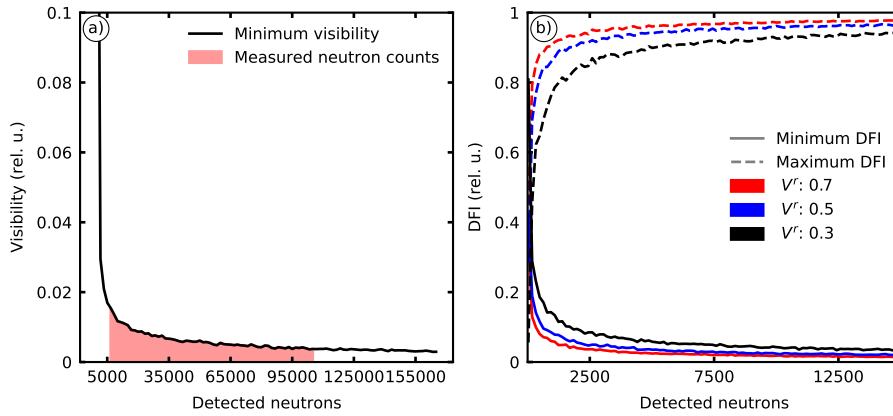 a)
Minimum visibility
Measured neutron counts
Visibility (rel. u.)
0.1
0.08
0.06
0.04
0.02
0
5000 35000 65000 95000 125000 155000
Detected neutrons
b)
DFI (rel. u.)
1
0.8
0.6
0.4
0.2
0
Minimum DFI
Maximum DFI
V^r: 0.7
V^r: 0.5
V^r: 0.3
2500 7500 12500
Detected neutrons